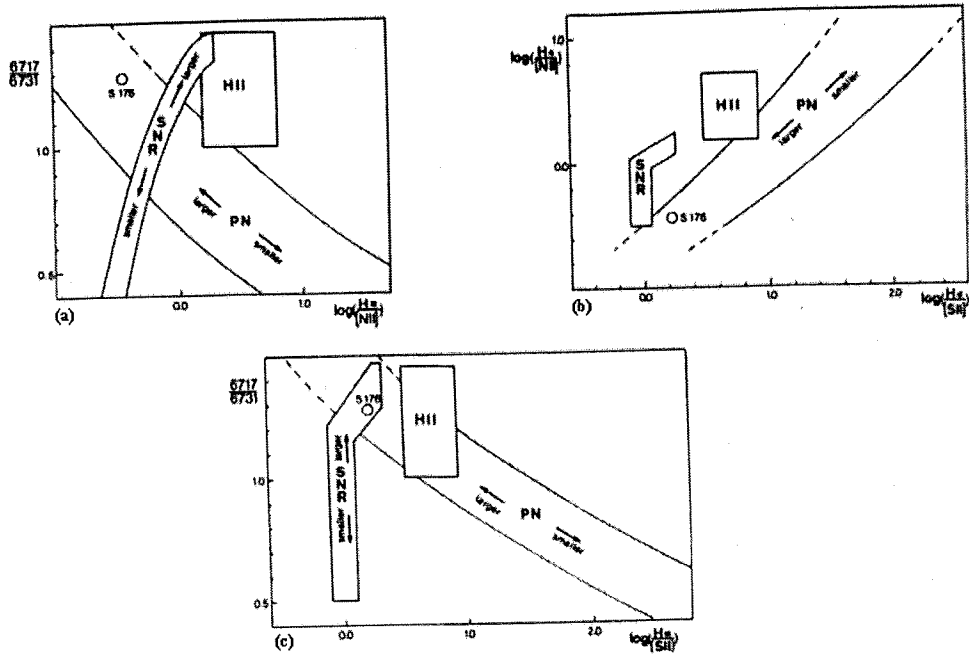 6717
6731
S 176
larger
SNR
smaller
HII
1.0
larger
PN
smaller
0.5
0.0
1.0
log(Hα/[NII])
(a)
1.0
log(Hα/[NII])
HII
PN
smaller
larger
0.0
SNR
S 176
0.0
1.0
2.0
log(Hα/[SII])
(b)
6717
6731
S 176
HII
larger
SNR
smaller
1.0
larger
PN
smaller
0.5
0.0
1.0
2.0
log(Hα/[SII])
(c)